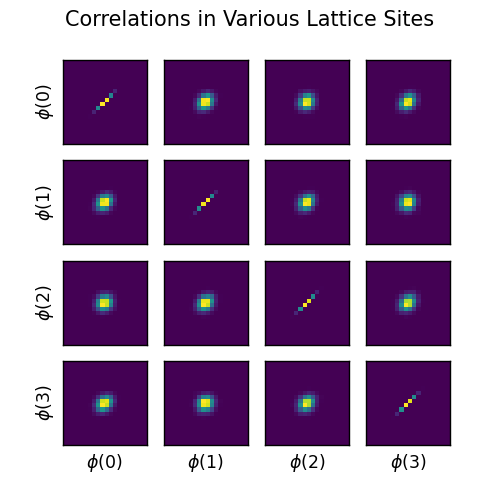 Correlations in Various Lattice Sites
ϕ(0)
ϕ(1)
ϕ(2)
ϕ(3)
ϕ(0) ϕ(1) ϕ(2) ϕ(3)